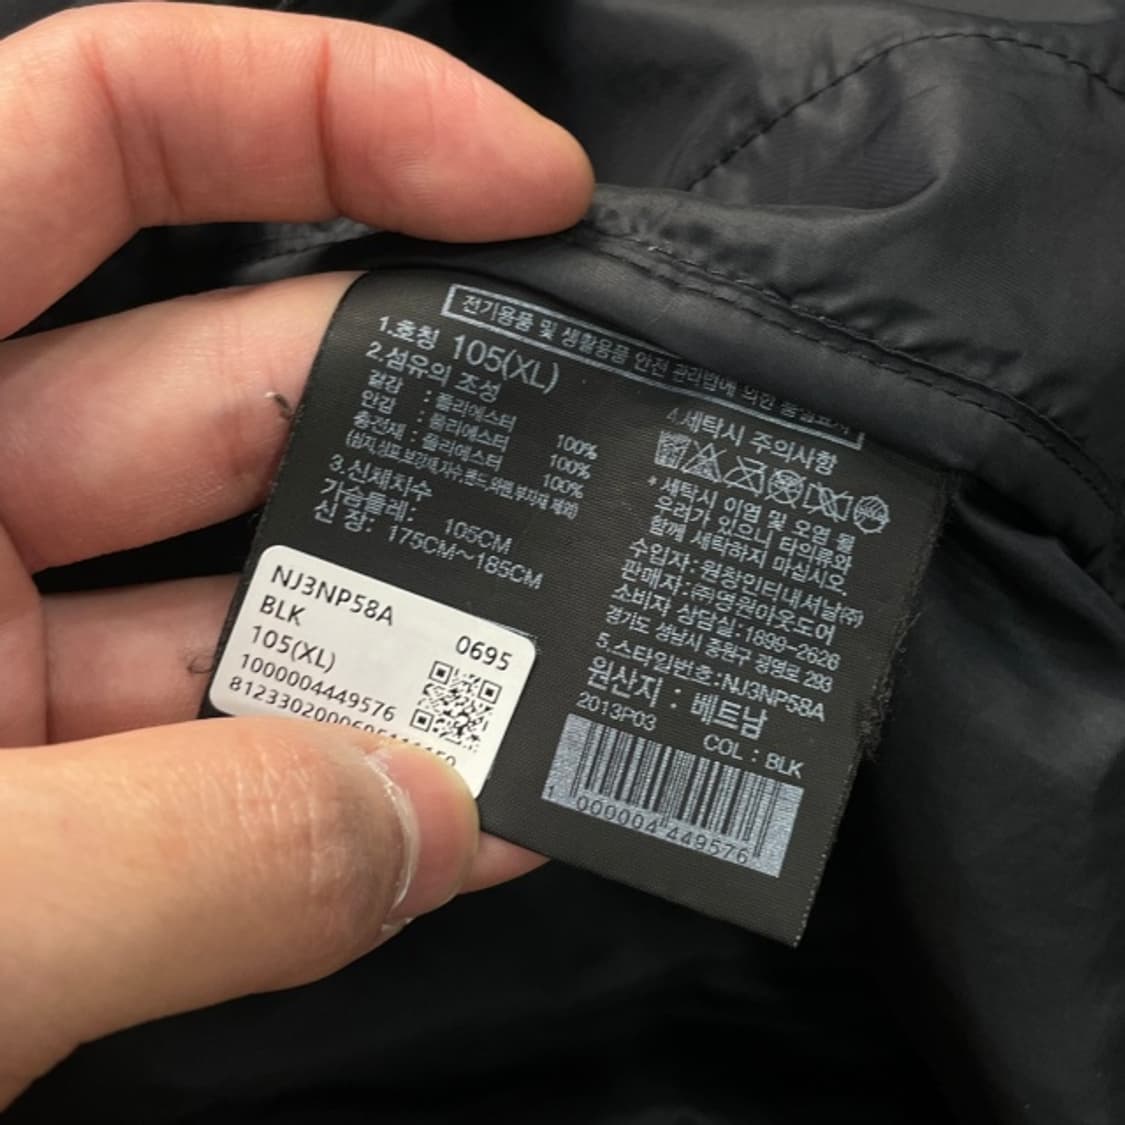 전기용품 및 생활용품 안전 관리법에 의한 품질표시
1.호칭 105(XL)
2.섬유의 조성
겉감 : 폴리에스터 100%
안감 : 폴리에스터 100%
충전재 : 폴리에스터 100%
3.신체치수
가슴둘레: 105CM
신 장: 175CM~185CM
4.세탁시 주의사항
* 세탁시 이염 및 오염 될
우려가 있으니 타의류와
함께 세탁하지 마십시오.
수입자:원창인터내셔날㈜
판매자:㈜영원아웃도어
소비자 상담실:1899-2626
경기도 성남시 중원구 광명로 293
5.스타일번호:NJ3NP58A
원산지 : 베트남
2013P03 COL : BLK
1 000004 449576
NJ3NP58A
BLK 0695
105(XL)
1000004449576